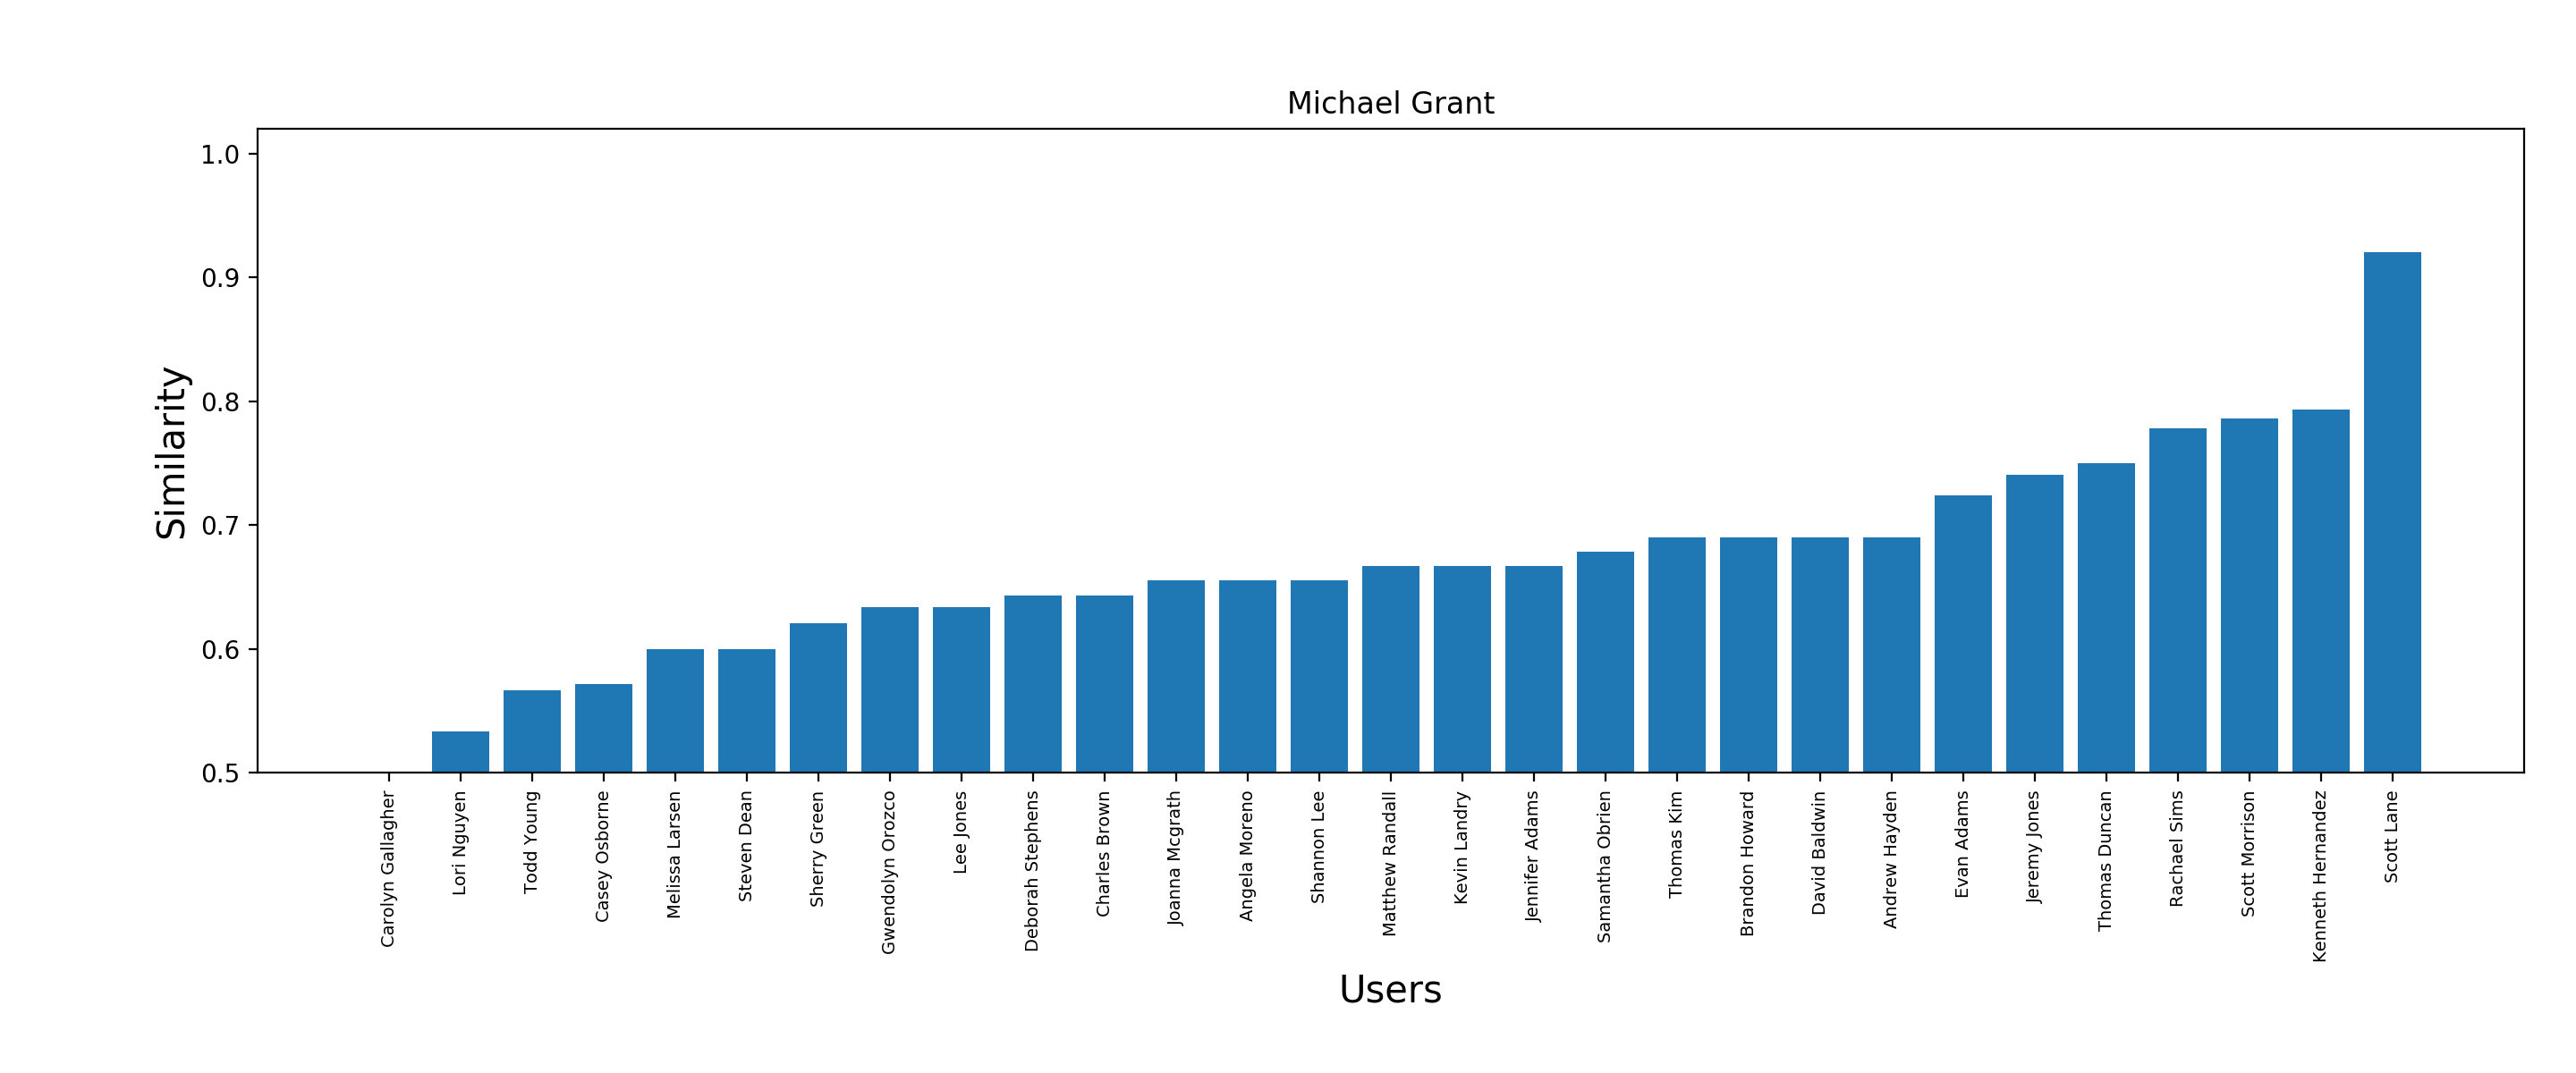 Michael Grant
1.0
0.9
0.8
0.7
0.6
0.5
Similarity
Carolyn Gallagher
Lori Nguyen
Todd Young
Casey Osborne
Melissa Larsen
Steven Dean
Sherry Green
Gwendolyn Orozco
Lee Jones
Deborah Stephens
Charles Brown
Joanna Mcgrath
Angela Moreno
Shannon Lee
Matthew Randall
Kevin Landry
Jennifer Adams
Samantha Obrien
Thomas Kim
Brandon Howard
David Baldwin
Andrew Hayden
Evan Adams
Jeremy Jones
Thomas Duncan
Rachael Sims
Scott Morrison
Kenneth Hernandez
Scott Lane
Users